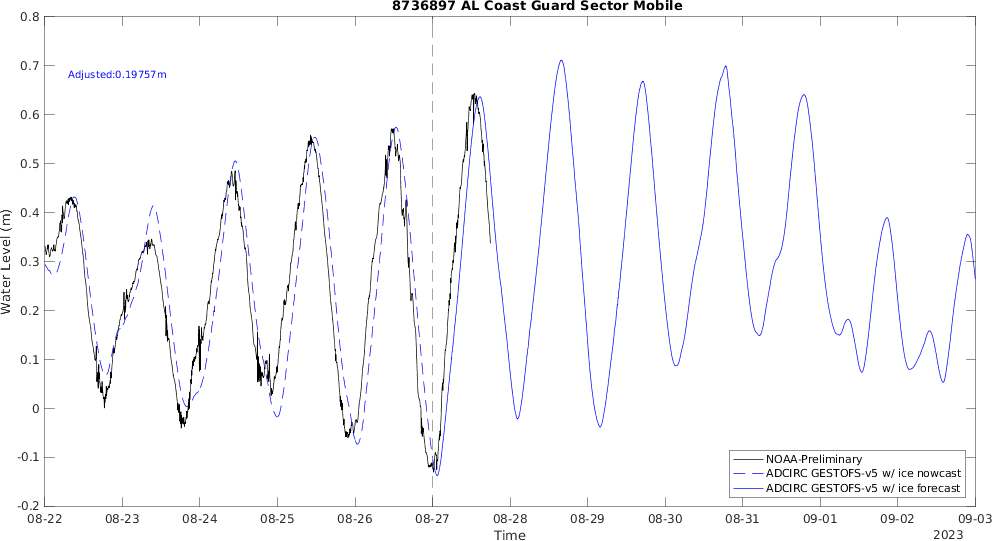 8736897 AL Coast Guard Sector Mobile
0.8
0.7
0.6
0.5
0.4
0.3
0.2
0.1
0
-0.1
-0.2
Water Level (m)
Adjusted:0.19757m
NOAA-Preliminary
ADCIRC GESTOFS-v5 w/ ice nowcast
ADCIRC GESTOFS-v5 w/ ice forecast
08-22 08-23 08-24 08-25 08-26 08-27 08-28 08-29 08-30 08-31 09-01 09-02 09-03
Time
2023